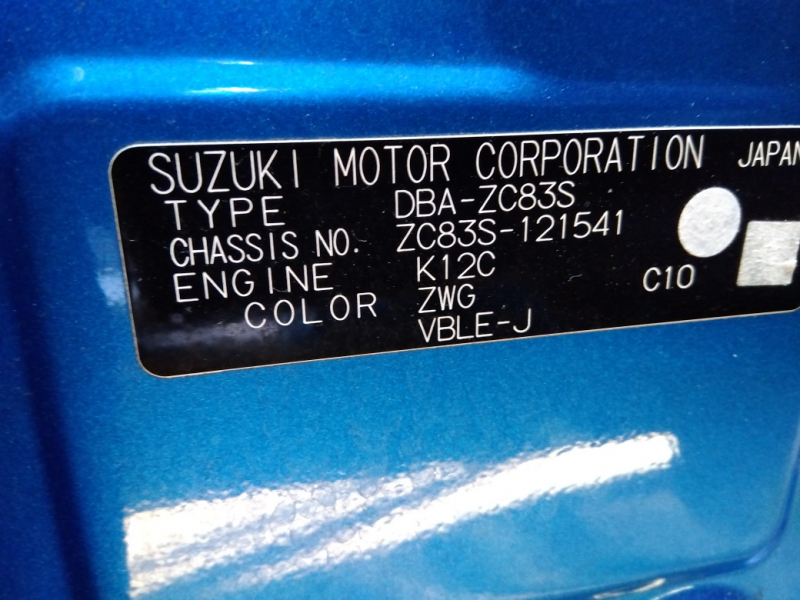 SUZUKI MOTOR CORPORATION JAPAN
TYPE DBA-ZC83S
CHASSIS NO. ZC83S-121541
ENGINE K12C
COLOR ZWG C10
VBLE-J